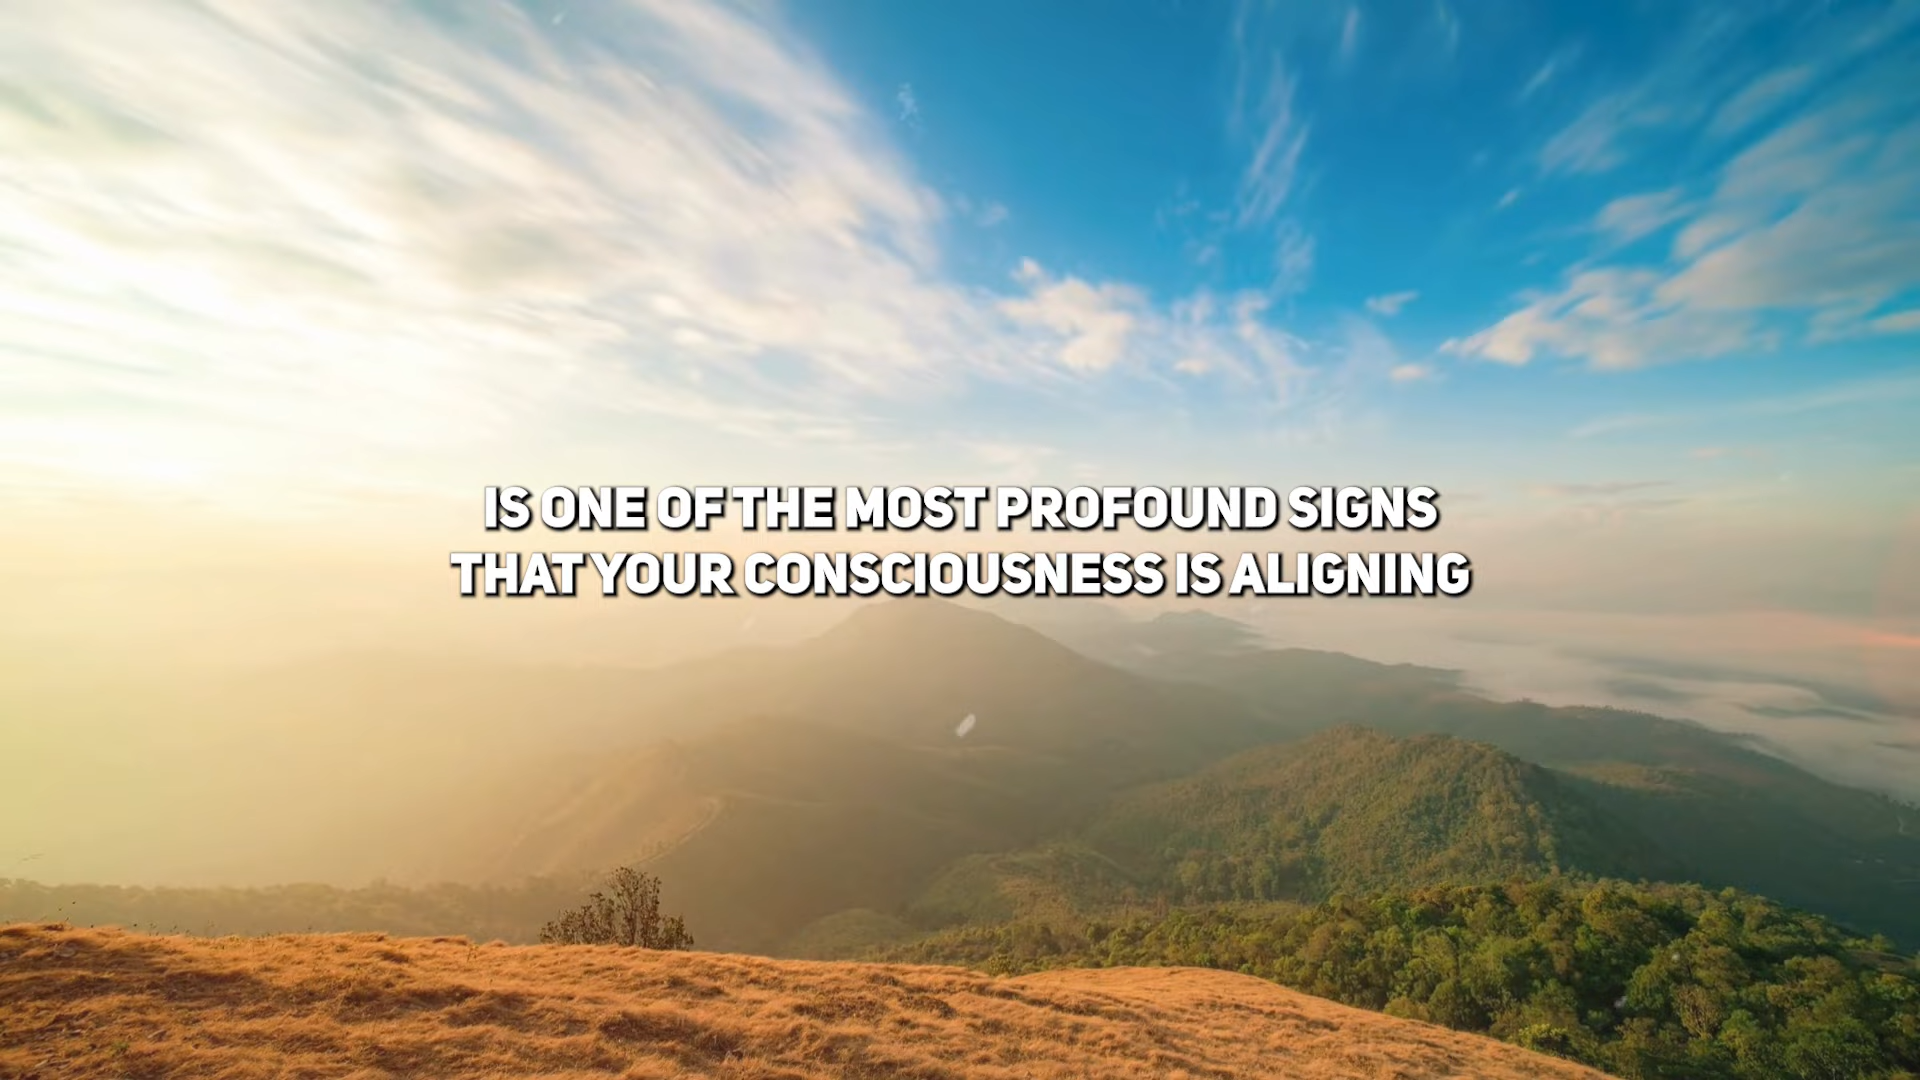 IS ONE OF THE MOST PROFOUND SIGNS
THAT YOUR CONSCIOUSNESS IS ALIGNING